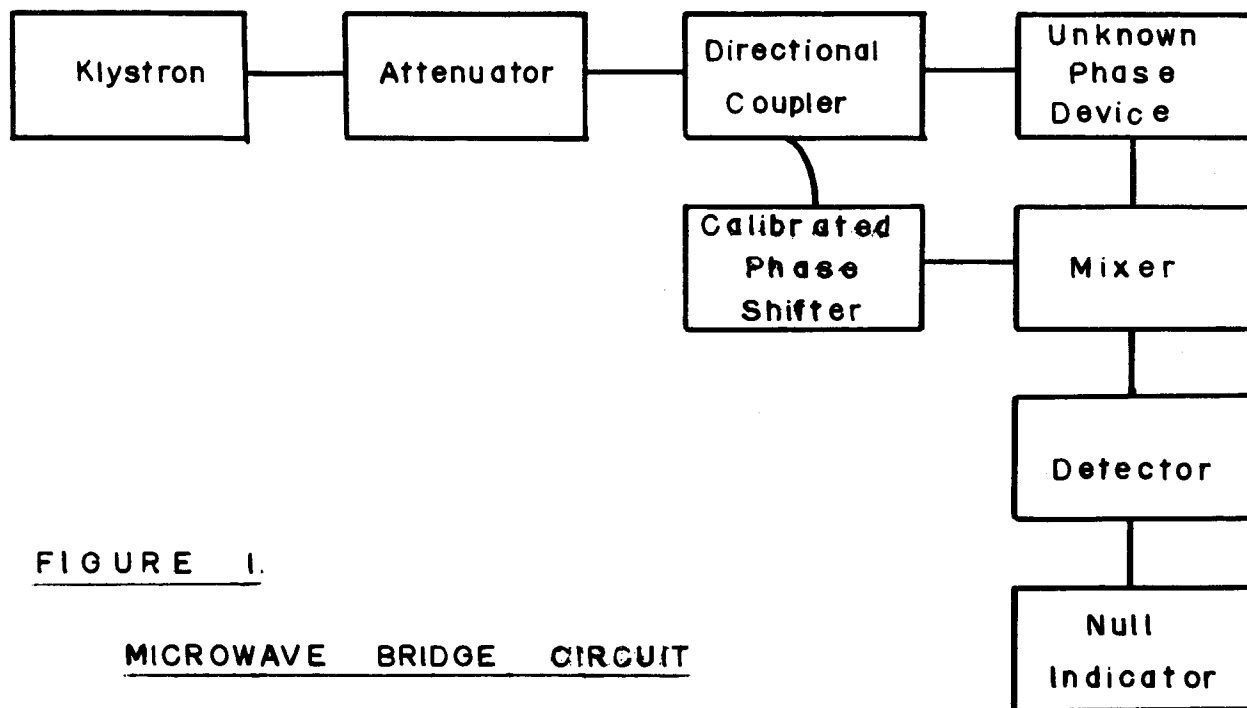 Klystron
Attenuator
Directional
Coupler
Unknown
Phase
Device
Calibrated
Phase
Shifter
Mixer
Detector
Null
Indicator
FIGURE 1.
MICROWAVE BRIDGE CIRCUIT